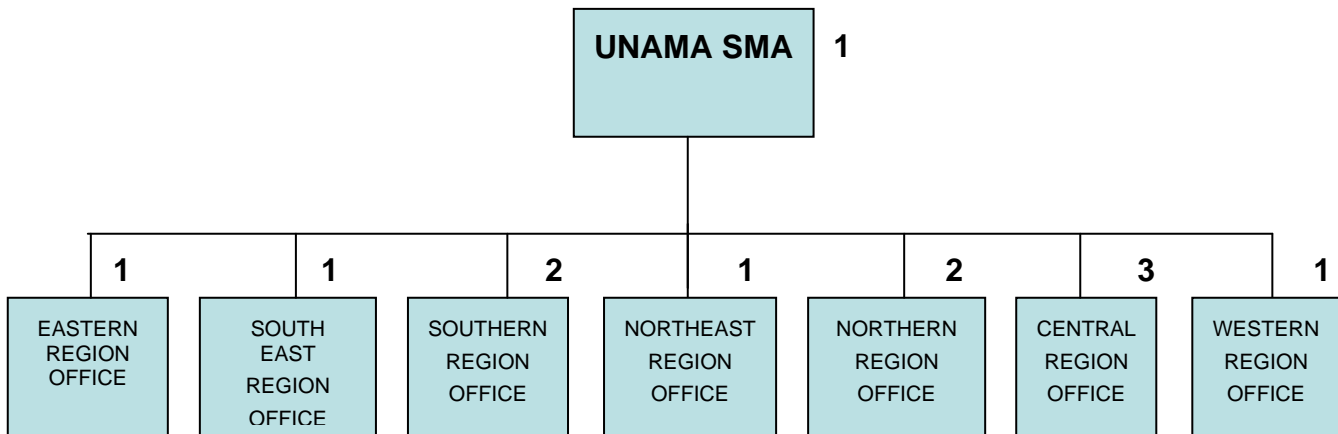 UNAMA SMA 1
1 1 2 1 2 3 1
EASTERN
REGION
OFFICE
SOUTH
EAST
REGION
OFFICE
SOUTHERN
REGION
OFFICE
NORTHEAST
REGION
OFFICE
NORTHERN
REGION
OFFICE
CENTRAL
REGION
OFFICE
WESTERN
REGION
OFFICE